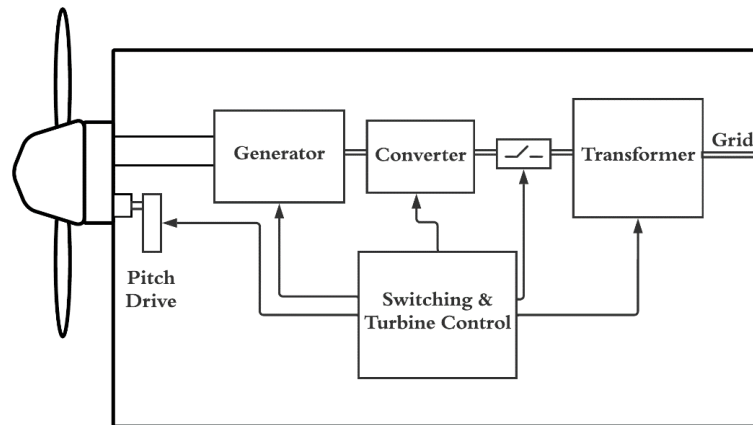 Generator
Converter
Transformer
Grid
Pitch
Drive
Switching &
Turbine Control